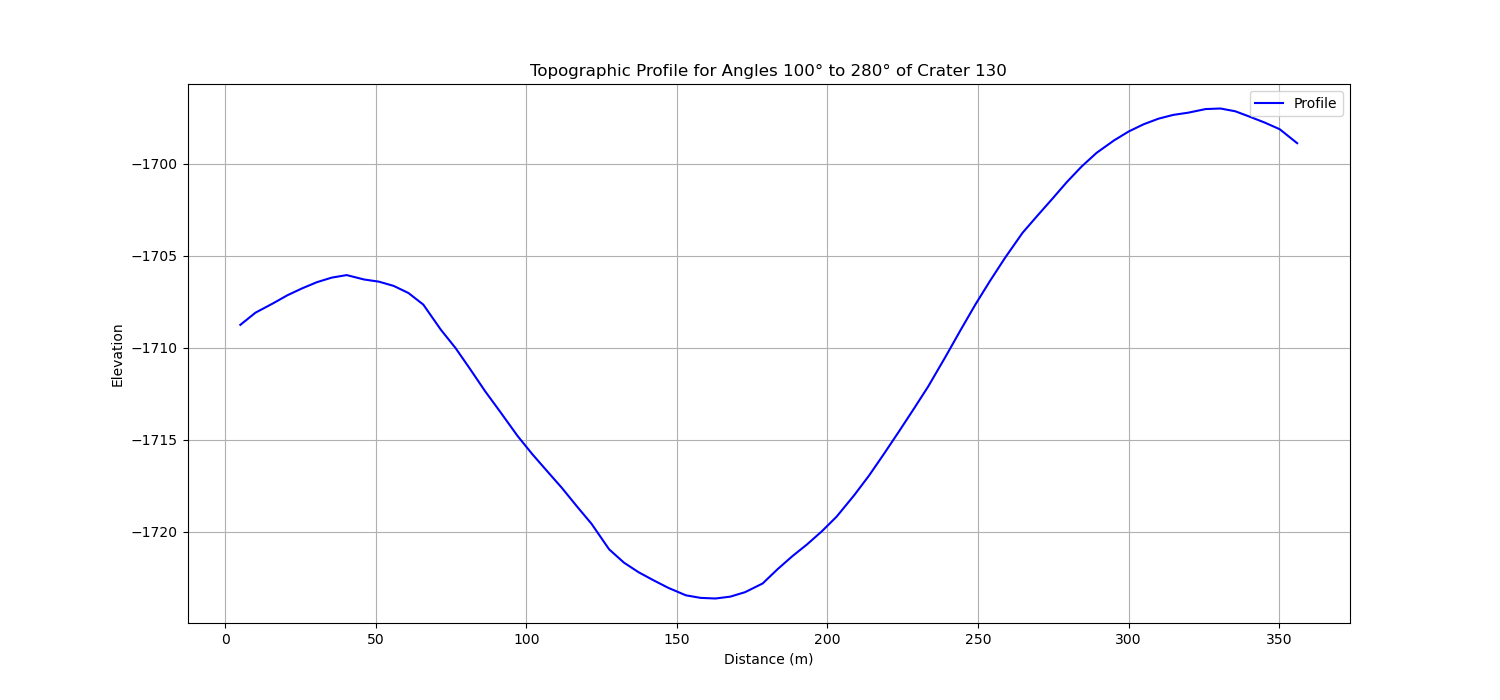 Topographic Profile for Angles 100° to 280° of Crater 130
Profile
−1700
−1705
−1710
−1715
−1720
Elevation
0 50 100 150 200 250 300 350
Distance (m)